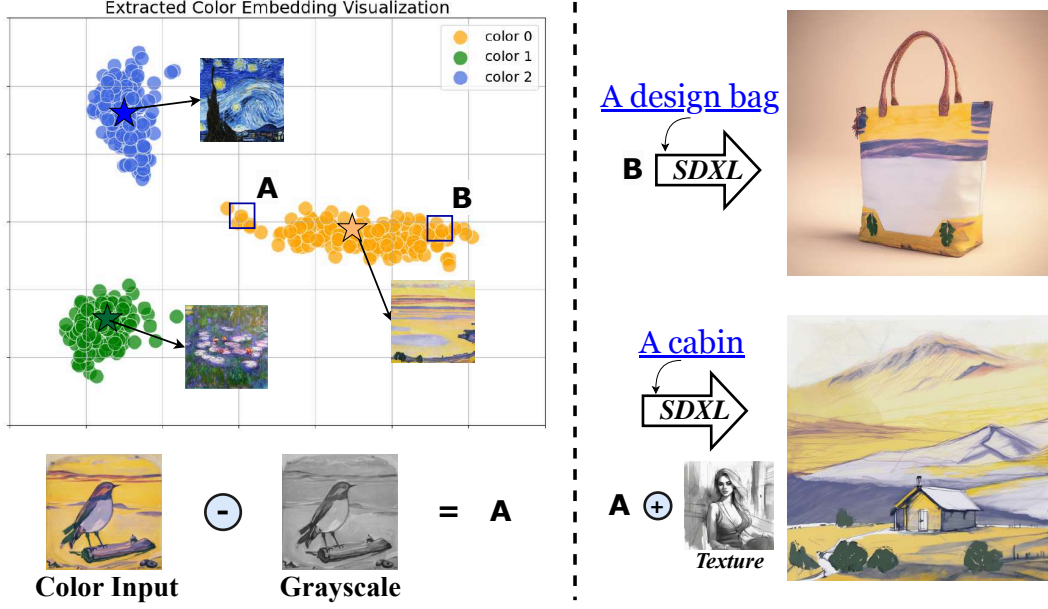 Extracted Color Embedding Visualization
color 0
color 1
color 2
A
B
-
=
A
Color Input
Grayscale
A design bag
B
SDXL
A cabin
SDXL
A
+
Texture